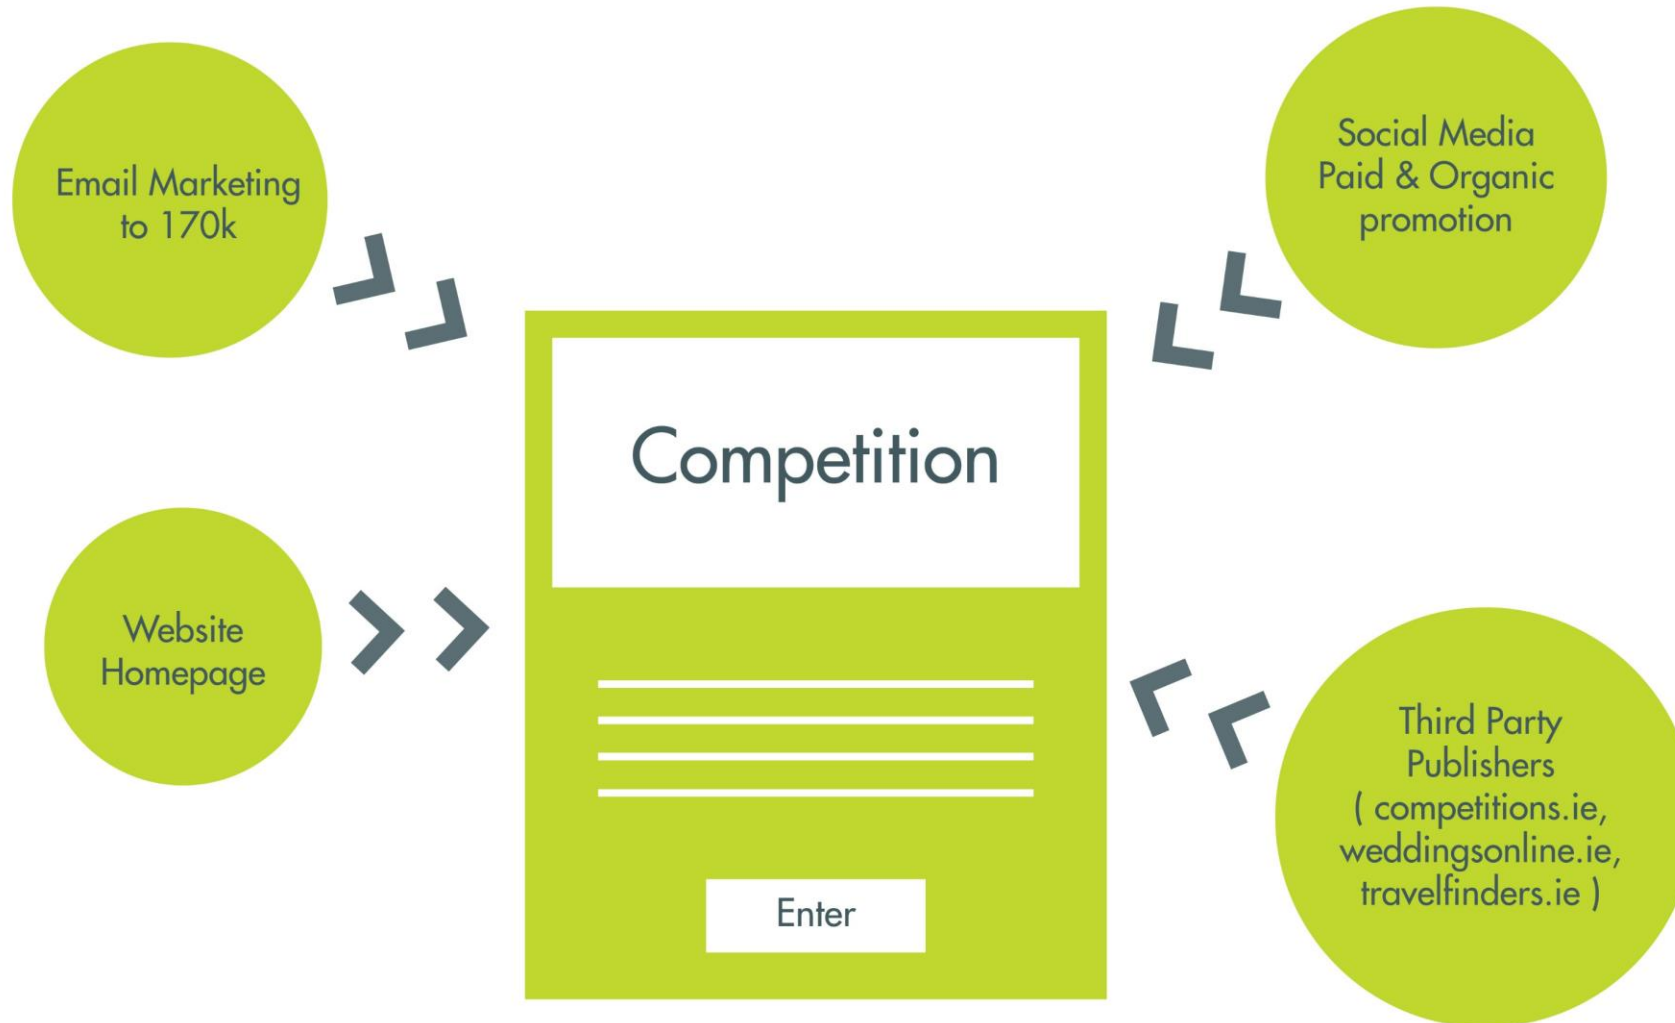 Email Marketing
to 170k
Social Media
Paid & Organic
promotion
Competition
Website
Homepage
Third Party
Publishers
( competitions.ie,
weddingsonline.ie,
travelfinders.ie )
Enter